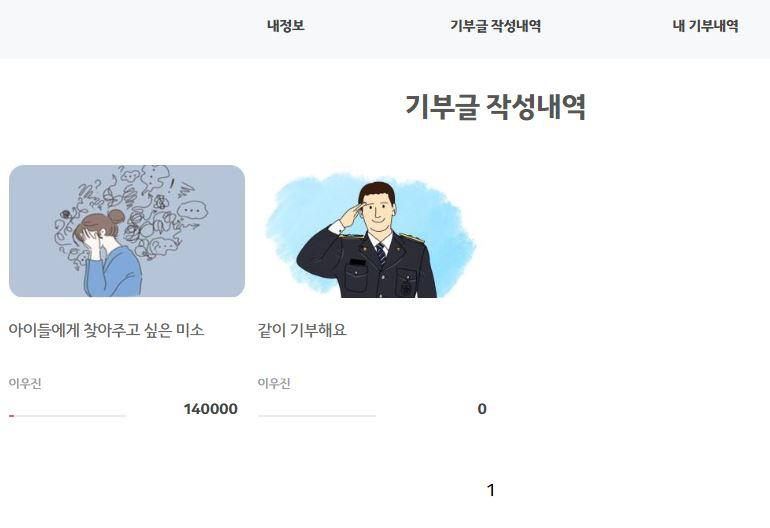 내정보 기부글 작성내역 내 기부내역
기부글 작성내역
아이들에게 찾아주고 싶은 미소 같이 기부해요
이우진 이우진
140000 0
1